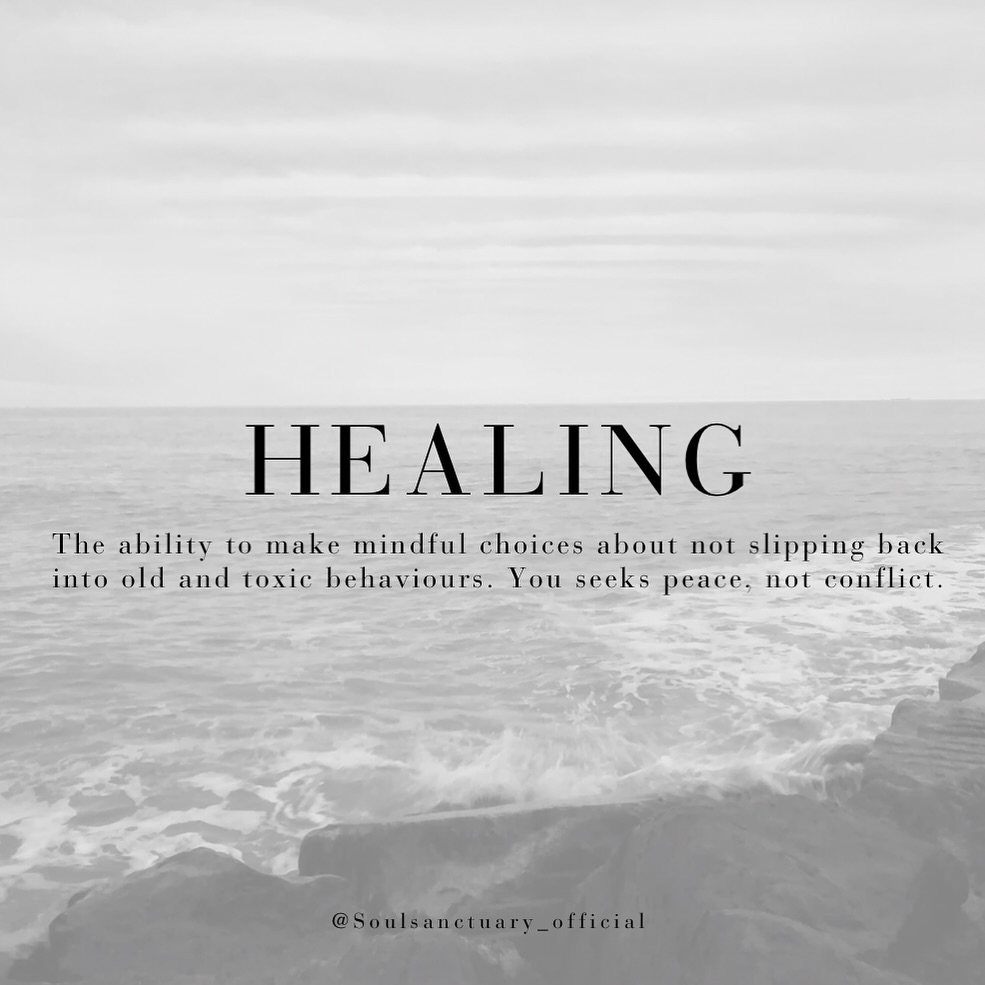 HEALING
The ability to make mindful choices about not slipping back
into old and toxic behaviours. You seeks peace, not conflict.
@Soulsanctuary_official